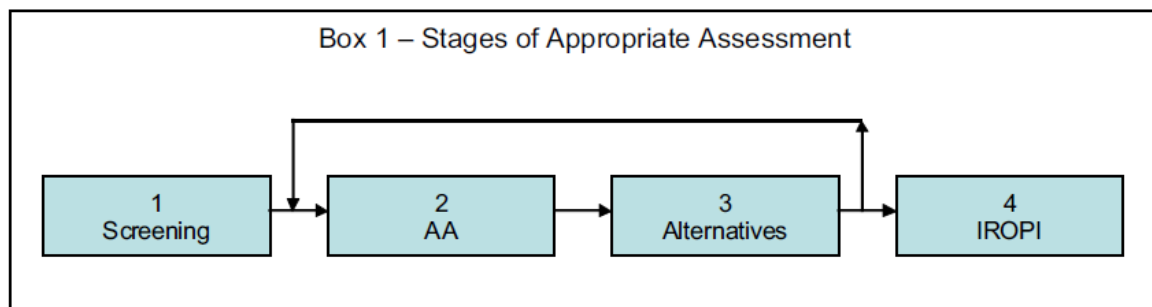 Box 1 – Stages of Appropriate Assessment
1
Screening
2
AA
3
Alternatives
4
IROPI